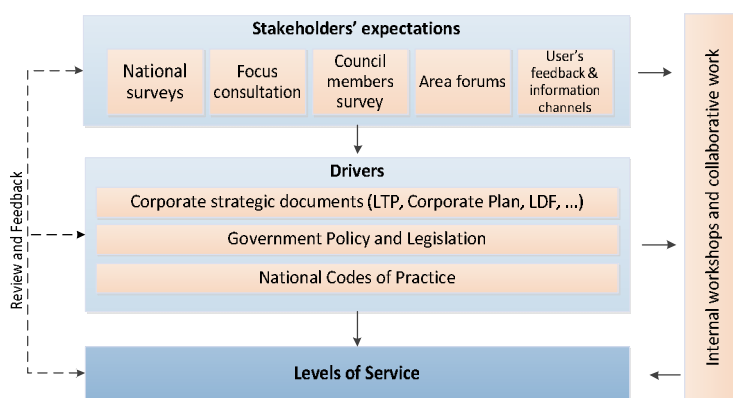 Stakeholders' expectations
National
surveys
Focus
consultation
Council
members
survey
Area forums
User's
feedback &
information
channels
Drivers
Corporate strategic documents (LTP, Corporate Plan, LDF, ...)
Government Policy and Legislation
National Codes of Practice
Levels of Service
Review and Feedback
Internal workshops and collaborative work